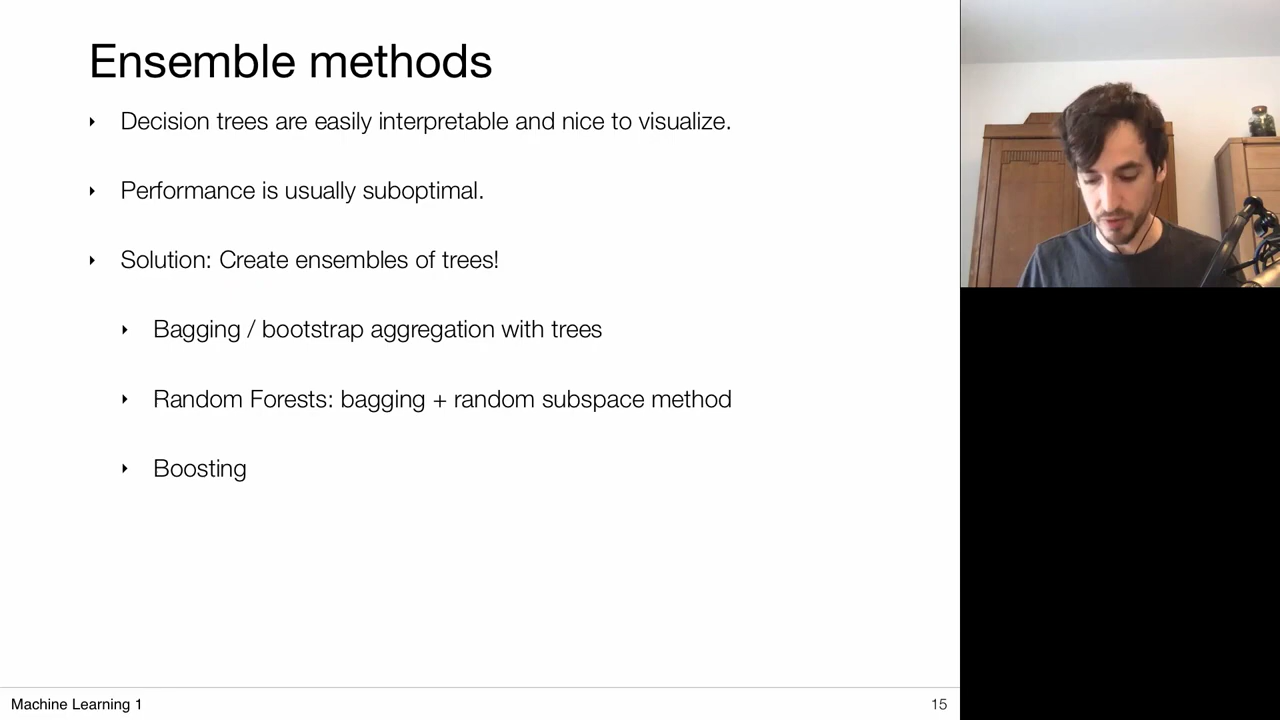 Ensemble methods
‣ Decision trees are easily interpretable and nice to visualize.
‣ Performance is usually suboptimal.
‣ Solution: Create ensembles of trees!
‣ Bagging / bootstrap aggregation with trees
‣ Random Forests: bagging + random subspace method
‣ Boosting
Machine Learning 1
15